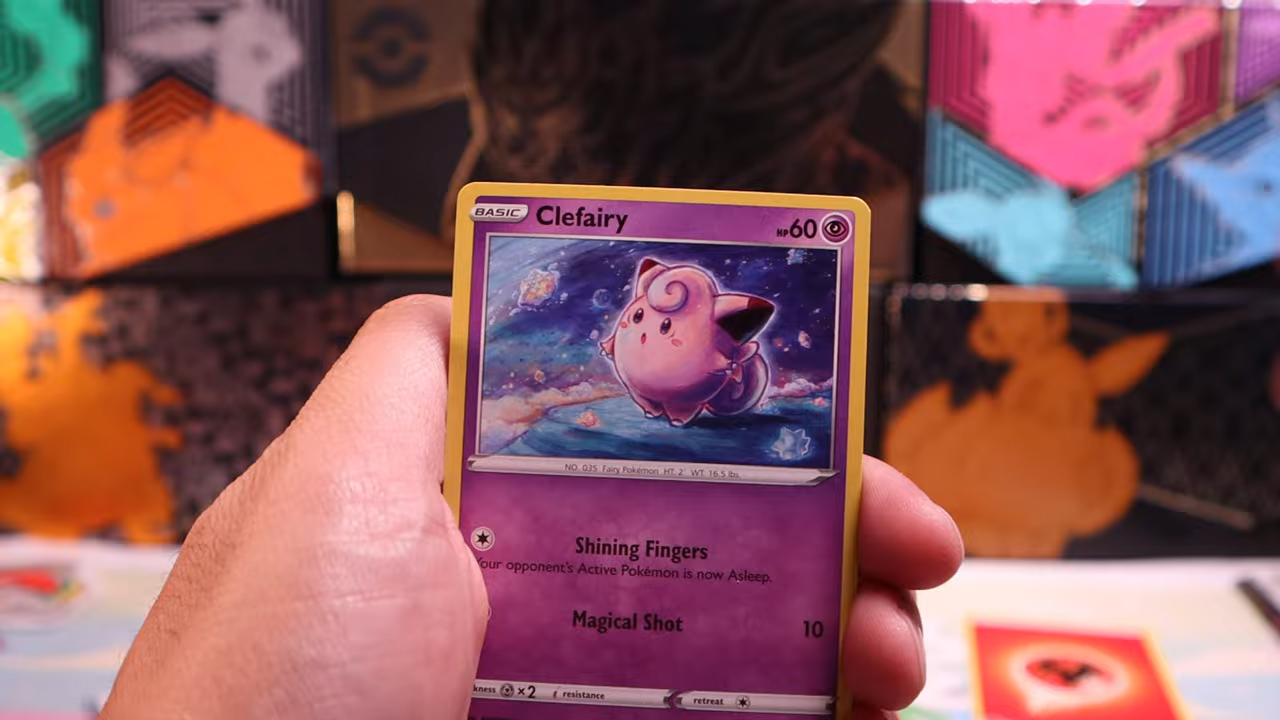 BASIC Clefairy HP60
NO. 035 Fairy Pokémon HT: 2' WT: 16.5 lbs.
Shining Fingers
Your opponent's Active Pokémon is now Asleep.
Magical Shot 10
kness ×2 resistance retreat